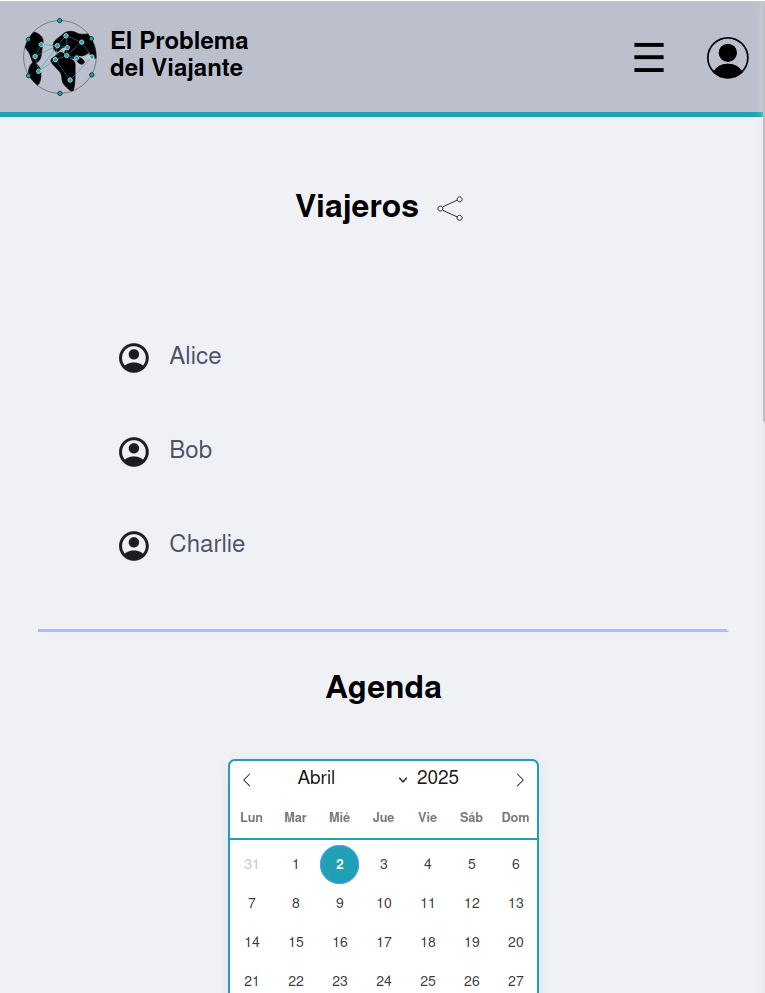 El Problema
del Viajante
Viajeros
Alice
Bob
Charlie
Agenda
Abril 2025
Lun Mar Mié Jue Vie Sáb Dom
31 1 2 3 4 5 6
7 8 9 10 11 12 13
14 15 16 17 18 19 20
21 22 23 24 25 26 27